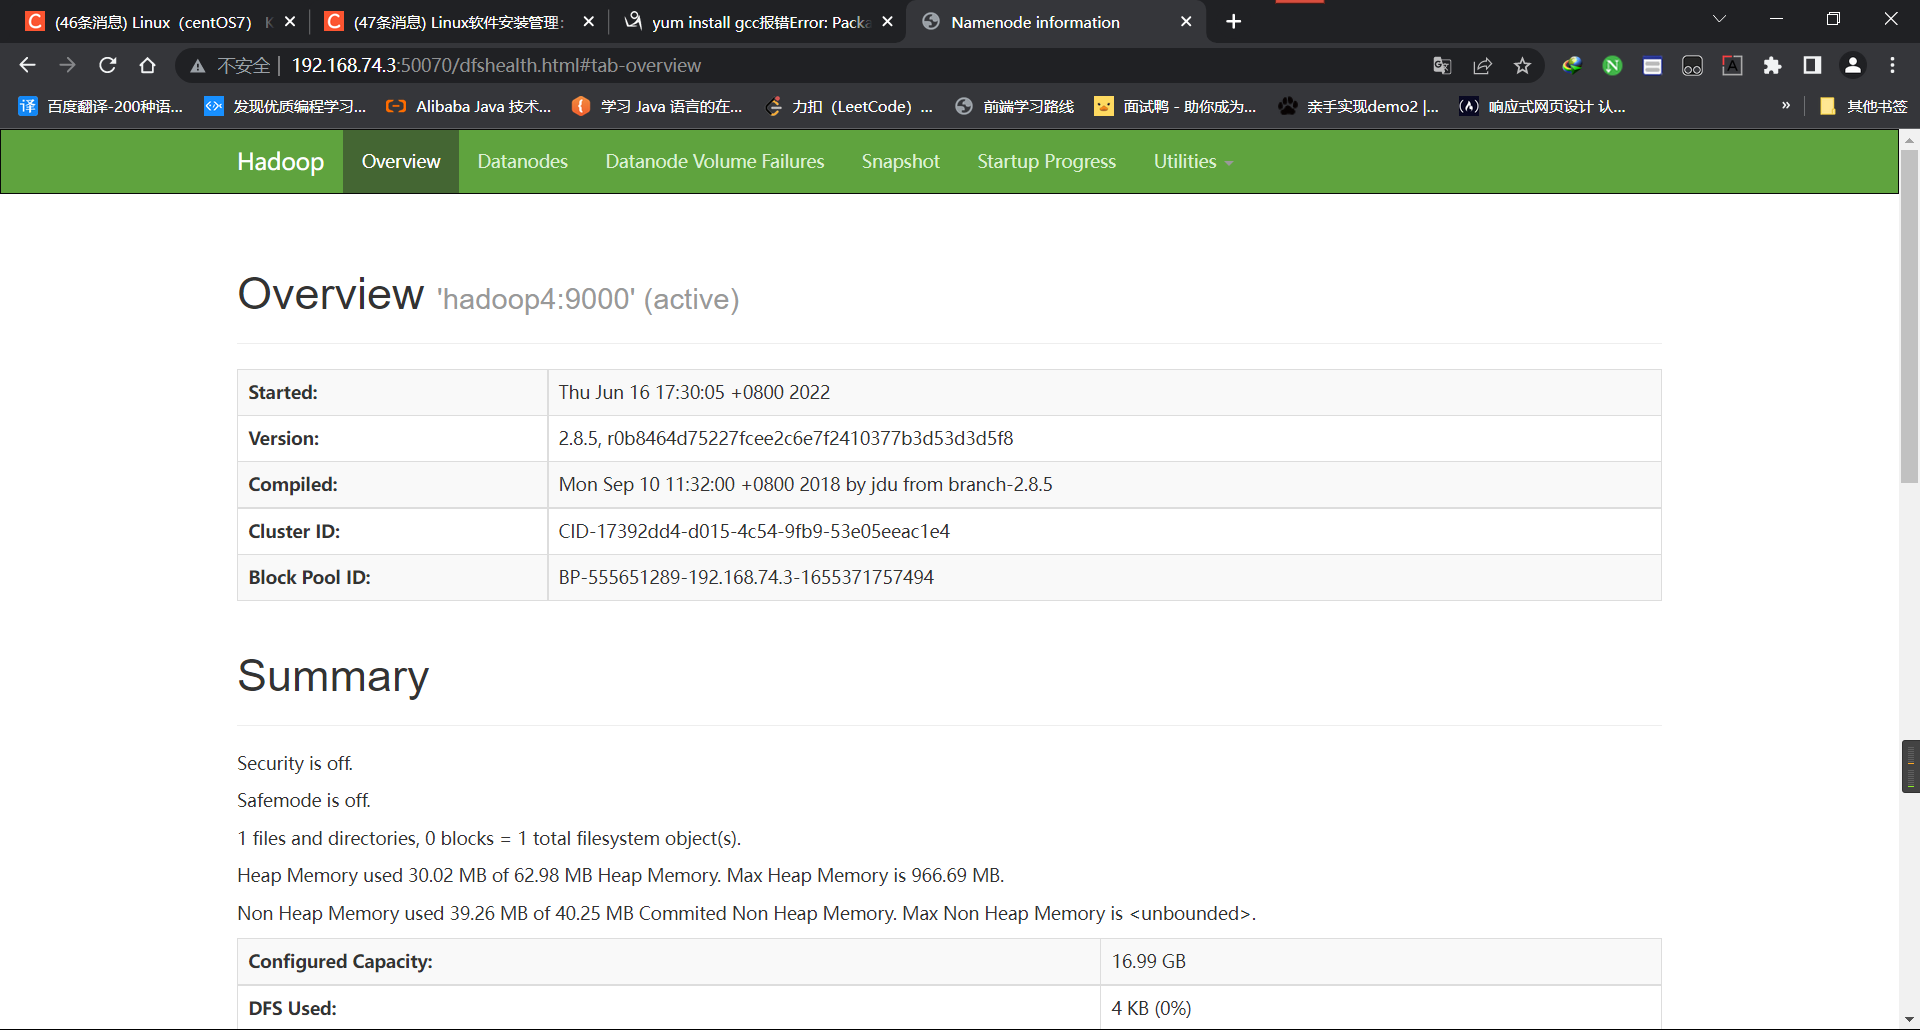 (46条消息) Linux（centOS7）
(47条消息) Linux软件安装管理:
yum install gcc报错Error: Packa
Namenode information
不安全 192.168.74.3:50070/dfshealth.html#tab-overview
百度翻译-200种语...
发现优质编程学习...
Alibaba Java 技术...
学习 Java 语言的在...
力扣（LeetCode）...
前端学习路线
面试鸭 - 助你成为...
亲手实现demo2 |...
响应式网页设计 认...
»
其他书签
Hadoop Overview Datanodes Datanode Volume Failures Snapshot Startup Progress Utilities
Overview 'hadoop4:9000' (active)
Started: Thu Jun 16 17:30:05 +0800 2022
Version: 2.8.5, r0b8464d75227fcee2c6e7f2410377b3d53d3d5f8
Compiled: Mon Sep 10 11:32:00 +0800 2018 by jdu from branch-2.8.5
Cluster ID: CID-17392dd4-d015-4c54-9fb9-53e05eeac1e4
Block Pool ID: BP-555651289-192.168.74.3-1655371757494
Summary
Security is off.
Safemode is off.
1 files and directories, 0 blocks = 1 total filesystem object(s).
Heap Memory used 30.02 MB of 62.98 MB Heap Memory. Max Heap Memory is 966.69 MB.
Non Heap Memory used 39.26 MB of 40.25 MB Commited Non Heap Memory. Max Non Heap Memory is <unbounded>.
Configured Capacity: 16.99 GB
DFS Used: 4 KB (0%)